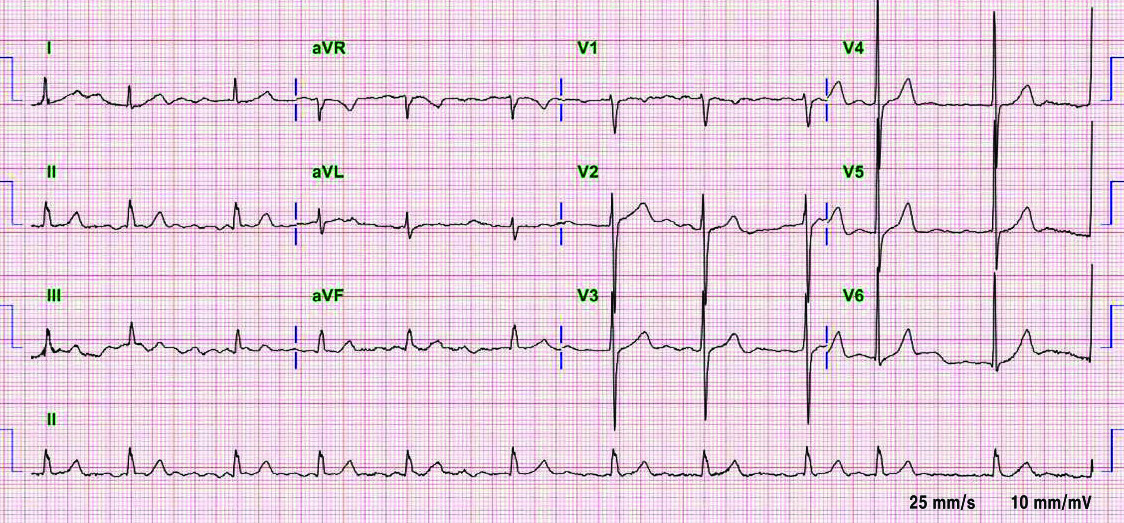 I aVR V1 V4
II aVL V2 V5
III aVF V3 V6
II
25 mm/s 10 mm/mV